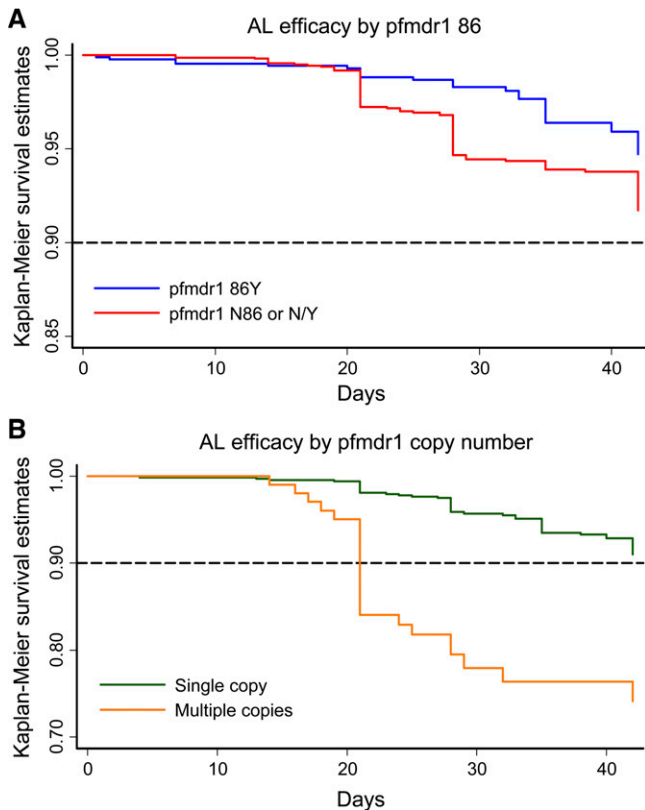 A
AL efficacy by pfmdr1 86
Kaplan-Meier survival estimates
1.00
0.95
0.90
0.85
pfmdr1 86Y
pfmdr1 N86 or N/Y
0 10 20 30 40
Days
B
AL efficacy by pfmdr1 copy number
Kaplan-Meier survival estimates
1.00
0.90
0.80
0.70
Single copy
Multiple copies
0 10 20 30 40
Days